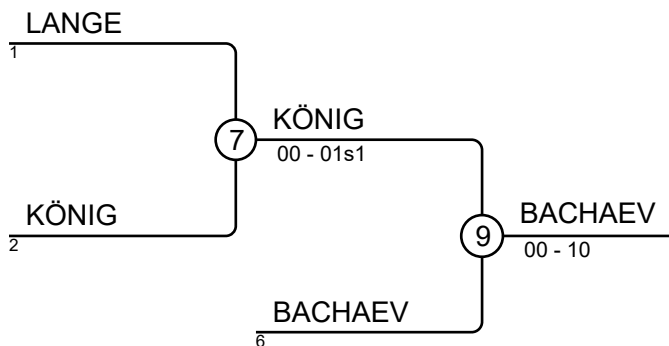 LANGE
1
7
KÖNIG
00 - 01s1
KÖNIG
2
9
BACHAEV
00 - 10
BACHAEV
6